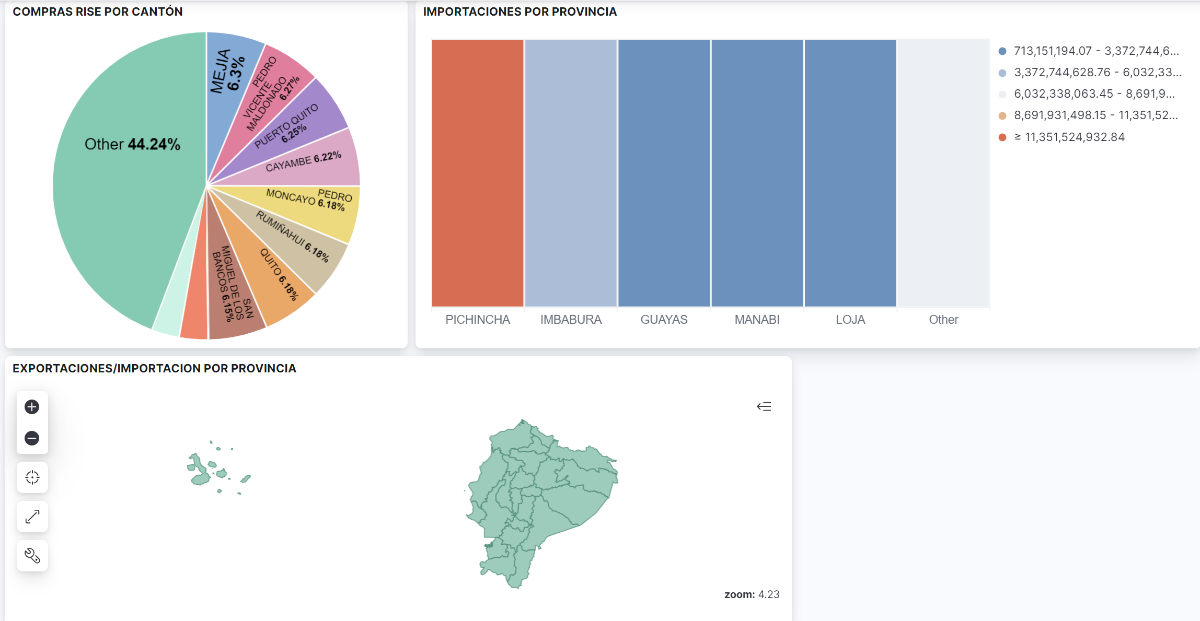 COMPRAS RISE POR CANTÓN
MEJIA
6.3%
PEDRO
VICENTE
MALDONADO
6.27%
PUERTO QUITO
6.25%
CAYAMBE 6.22%
PEDRO
MONCAYO 6.18%
RUMIÑAHUI 6.18%
QUITO 6.18%
SAN
MIGUEL DE LOS
BANCOS 6.15%
Other 44.24%
IMPORTACIONES POR PROVINCIA
713,151,194.07 - 3,372,744,6...
3,372,744,628.76 - 6,032,33...
6,032,338,063.45 - 8,691,9...
8,691,931,498.15 - 11,351,52...
≥ 11,351,524,932.84
PICHINCHA IMBABURA GUAYAS MANABI LOJA Other
EXPORTACIONES/IMPORTACION POR PROVINCIA
zoom: 4.23